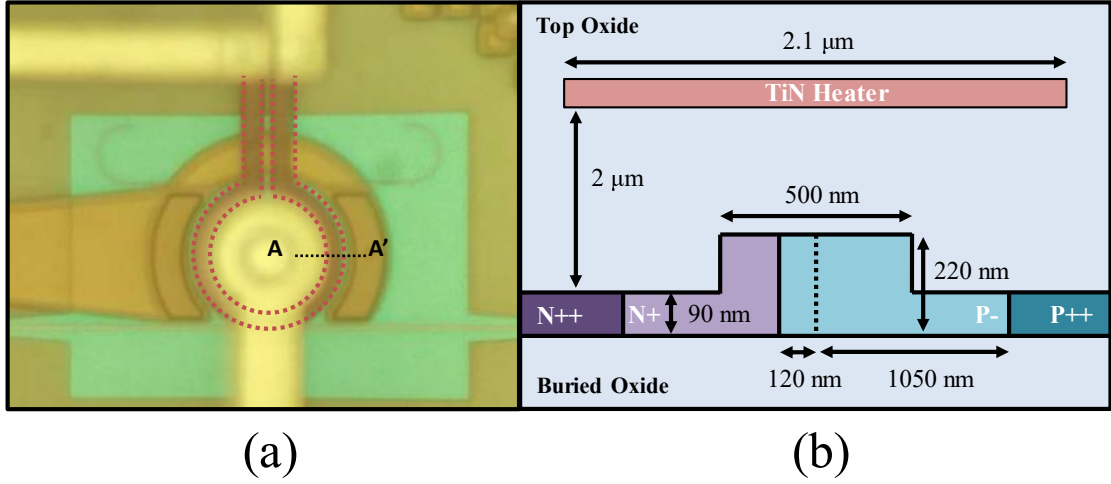 A A'
Top Oxide
2.1 μm
TiN Heater
2 μm
500 nm
220 nm
N++ N+ 90 nm P- P++
120 nm 1050 nm
Buried Oxide
(a) (b)